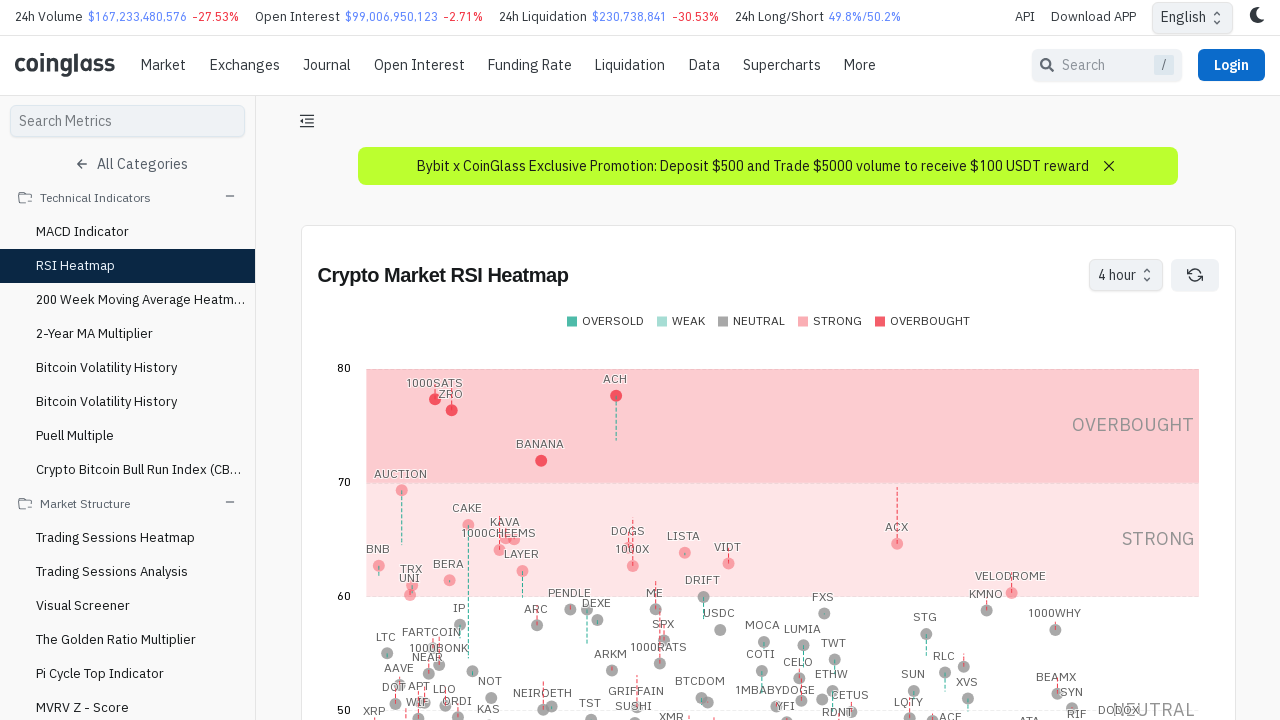 24h Volume $167,233,480,576 -27.53% Open Interest $99,006,950,123 -2.71% 24h Liquidation $230,738,841 -30.53% 24h Long/Short 49.8%/50.2% API Download APP English
coinglass Market Exchanges Journal Open Interest Funding Rate Liquidation Data Supercharts More Search / Login
Search Metrics
All Categories
Technical Indicators
MACD Indicator
RSI Heatmap
200 Week Moving Average Heatm...
2-Year MA Multiplier
Bitcoin Volatility History
Bitcoin Volatility History
Puell Multiple
Crypto Bitcoin Bull Run Index (CB...
Market Structure
Trading Sessions Heatmap
Trading Sessions Analysis
Visual Screener
The Golden Ratio Multiplier
Pi Cycle Top Indicator
MVRV Z - Score
Bybit x CoinGlass Exclusive Promotion: Deposit $500 and Trade $5000 volume to receive $100 USDT reward
Crypto Market RSI Heatmap
4 hour
OVERSOLD WEAK NEUTRAL STRONG OVERBOUGHT
80
1000SATS ACH
ZRO
OVERBOUGHT
BANANA
AUCTION
70
CAKE
KAVA
1000CHEEMS DOGS LISTA ACX
STRONG
BNB LAYER 1000X VIDT
TRX BERA
UNI DRIFT VELODROME
60
PENDLE ME FXS KMNO
IP ARC DEXE USDC STG 1000WHY
LTC FARTCOIN SPX MOCA LUMIA
1000BONK 1000RATS TWT
NEAR ARKM COTI CELO RLC
AAVE NOT BTCDOM ETHW SUN XVS BEAMX
DOT APT LDO NEIROETH GRIFFAIN 1MBABYDOGE CETUS SYN
XRP WIF ORDI KAS TST SUSHI YFI LQTY
50
XMR RDNT ACE ATA RIF DODOX
NEUTRAL